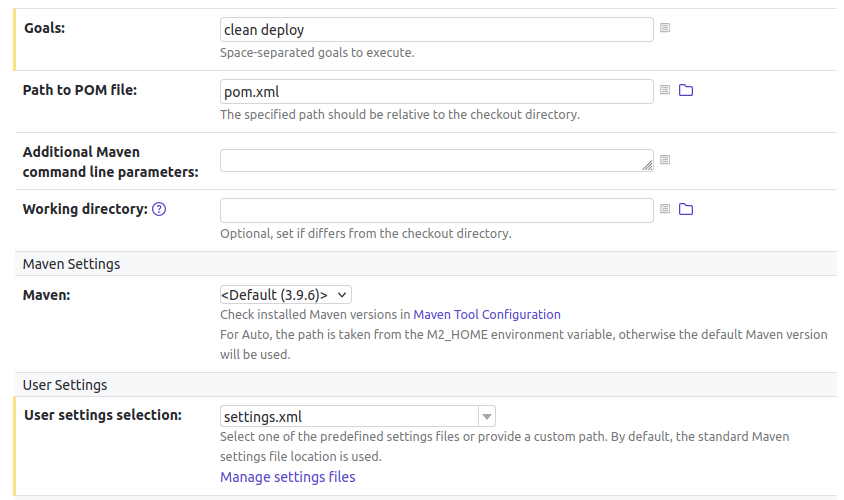 Goals:
clean deploy
Space-separated goals to execute.
Path to POM file:
pom.xml
The specified path should be relative to the checkout directory.
Additional Maven
command line parameters:
Working directory: ?
Optional, set if differs from the checkout directory.
Maven Settings
Maven:
<Default (3.9.6)>
Check installed Maven versions in Maven Tool Configuration
For Auto, the path is taken from the M2_HOME environment variable, otherwise the default Maven version
will be used.
User Settings
User settings selection:
settings.xml
Select one of the predefined settings files or provide a custom path. By default, the standard Maven
settings file location is used.
Manage settings files